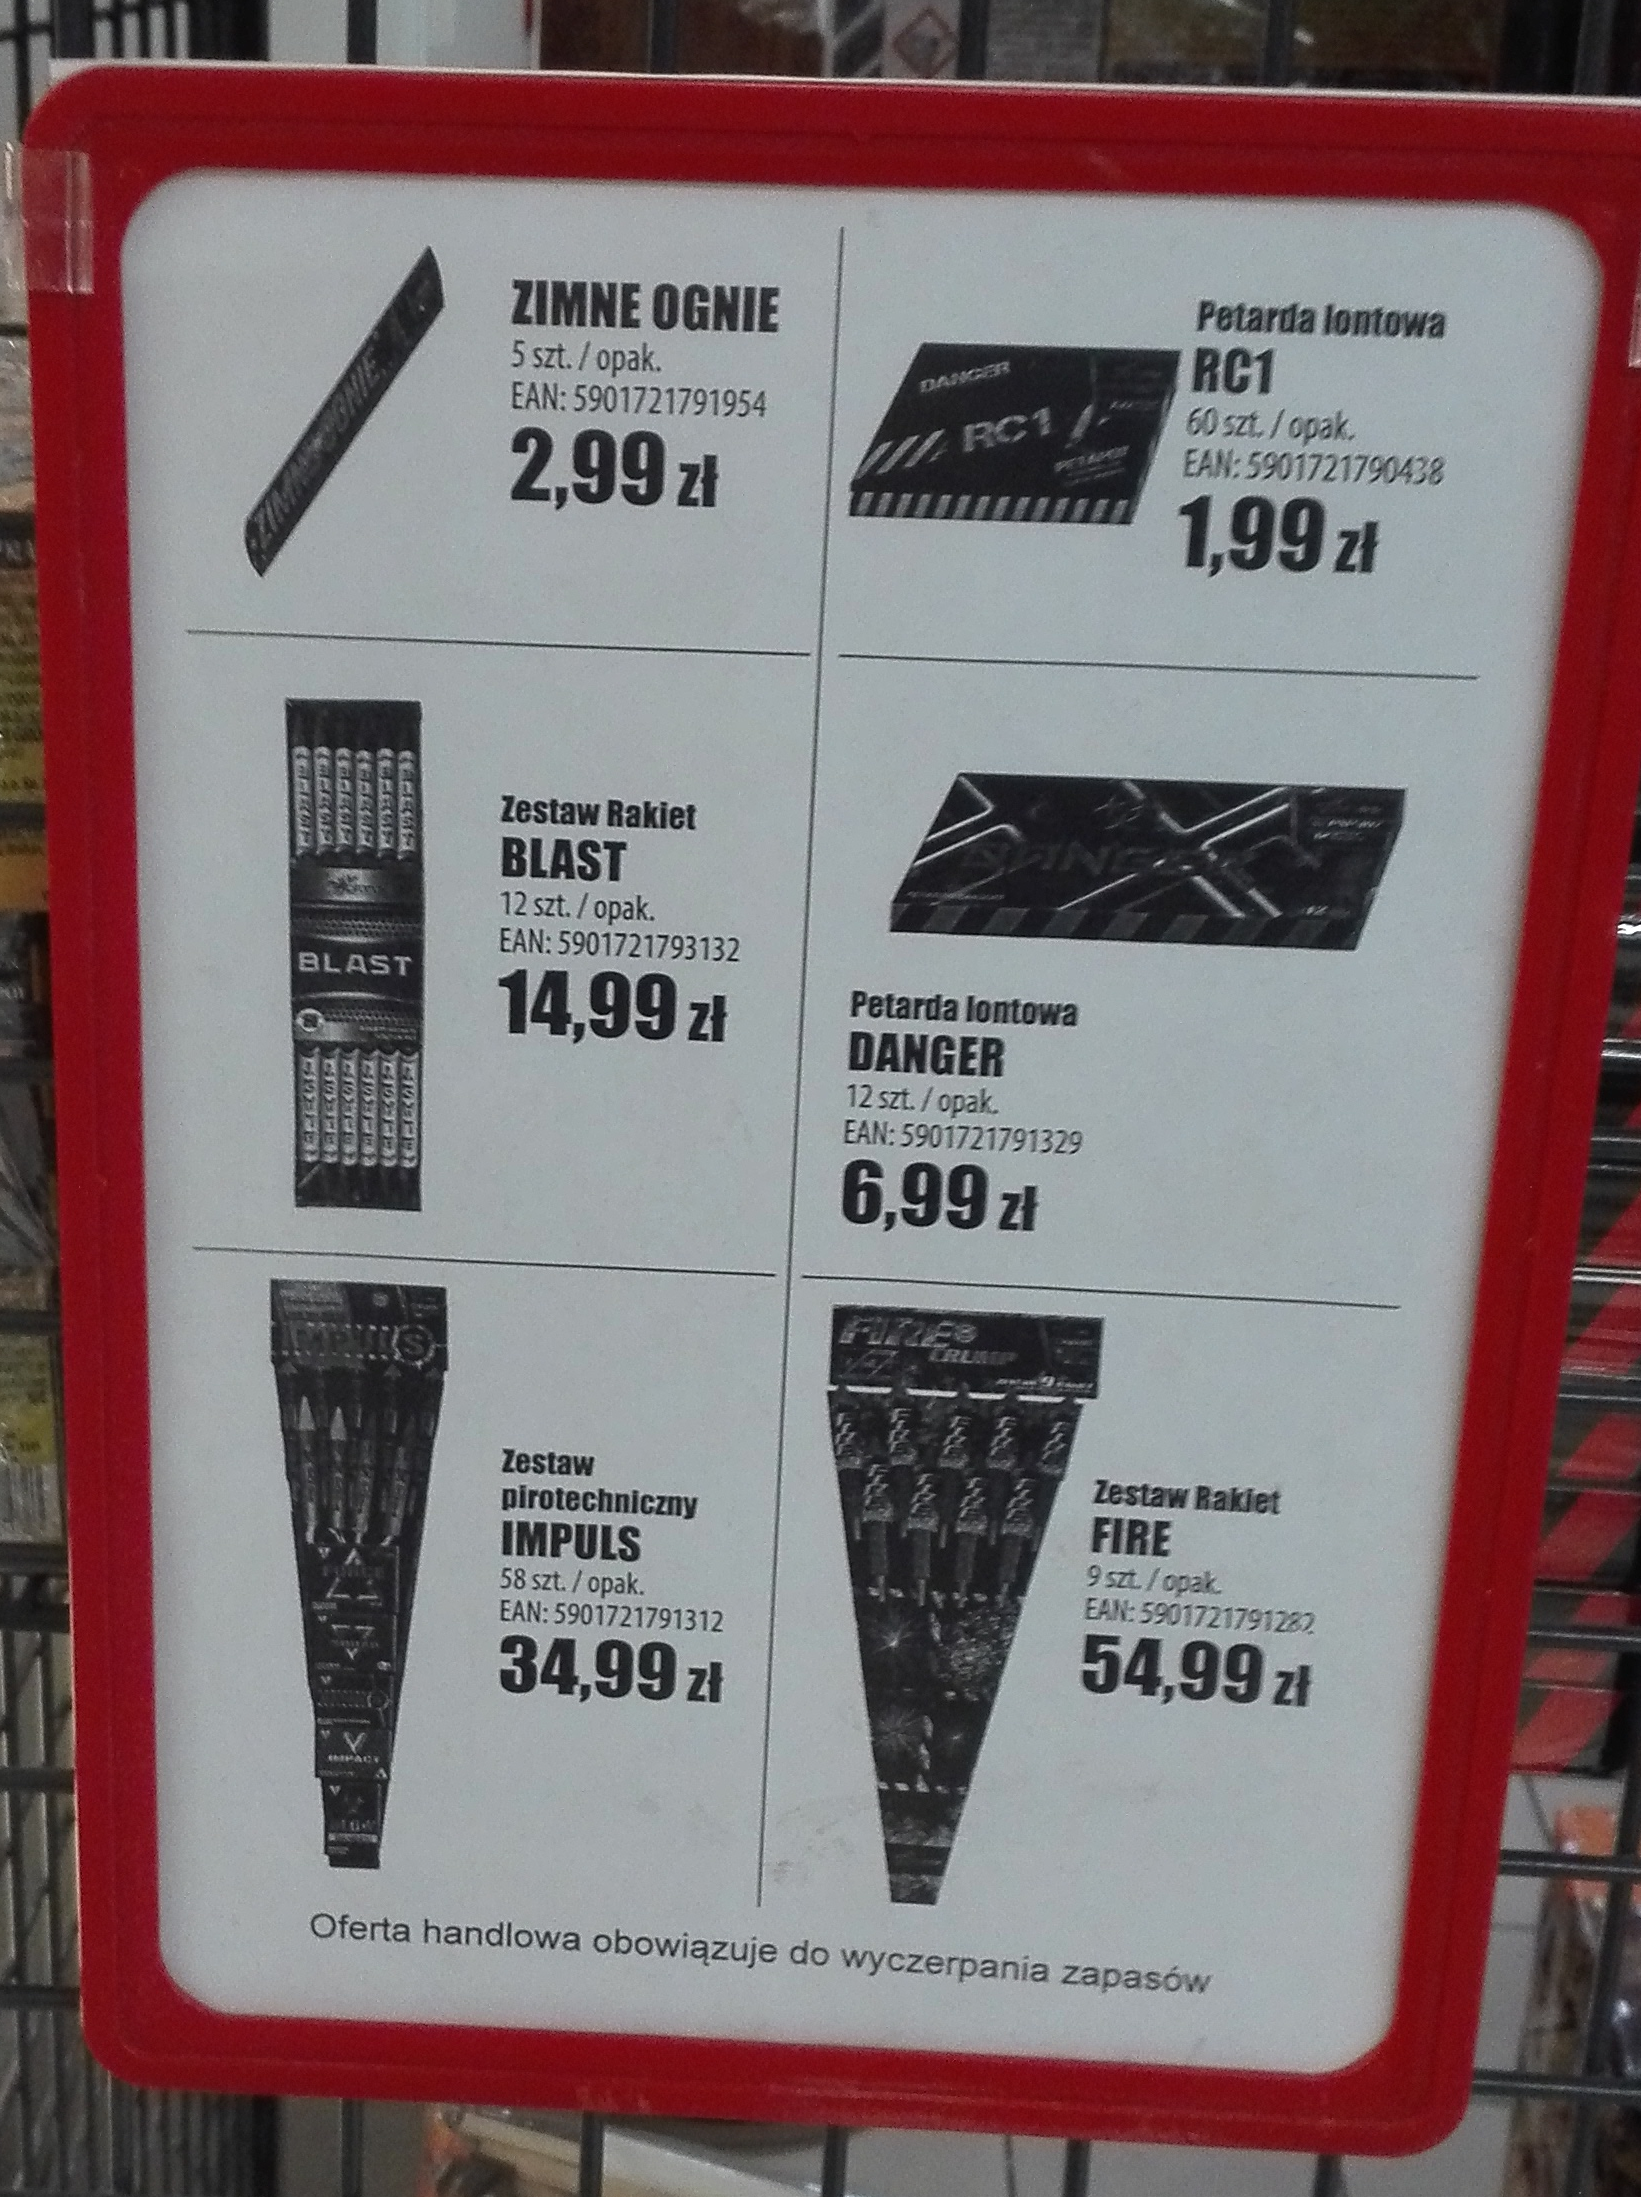 ZIMNE OGNIE
5 szt. / opak.
EAN: 5901721791954
2,99 zł
Petarda lontowa
RC1
60 szt. / opak.
EAN: 5901721790438
1,99 zł
DANGER
RC1
Zestaw Rakiet
BLAST
12 szt. / opak.
EAN: 5901721793132
14,99 zł
BLAST
Petarda lontowa
DANGER
12 szt. / opak.
EAN: 5901721791329
6,99 zł
Zestaw
pirotechniczny
IMPULS
58 szt. / opak.
EAN: 5901721791312
34,99 zł
IMPULS
IMPACT
Zestaw Rakiet
FIRE
9 szt. / opak.
EAN: 5901721791282
54,99 zł
FIRE
CRUMP
Oferta handlowa obowiązuje do wyczerpania zapasów